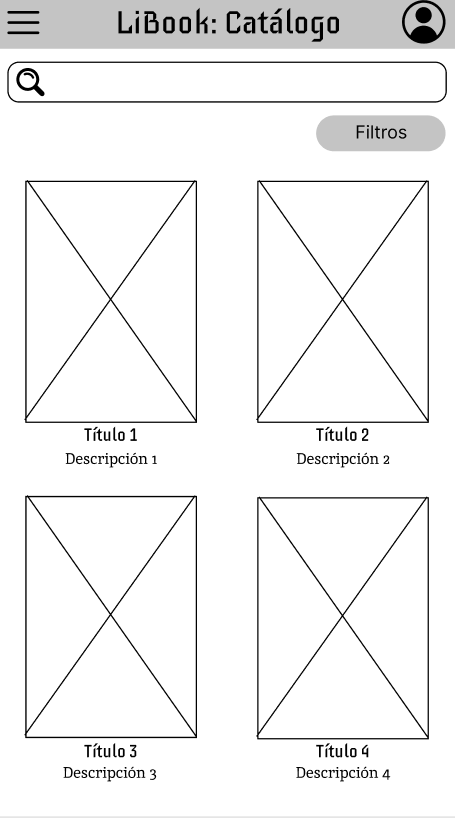 LiBook: Catálogo
Filtros
Título 1
Descripción 1
Título 2
Descripción 2
Título 3
Descripción 3
Título 4
Descripción 4